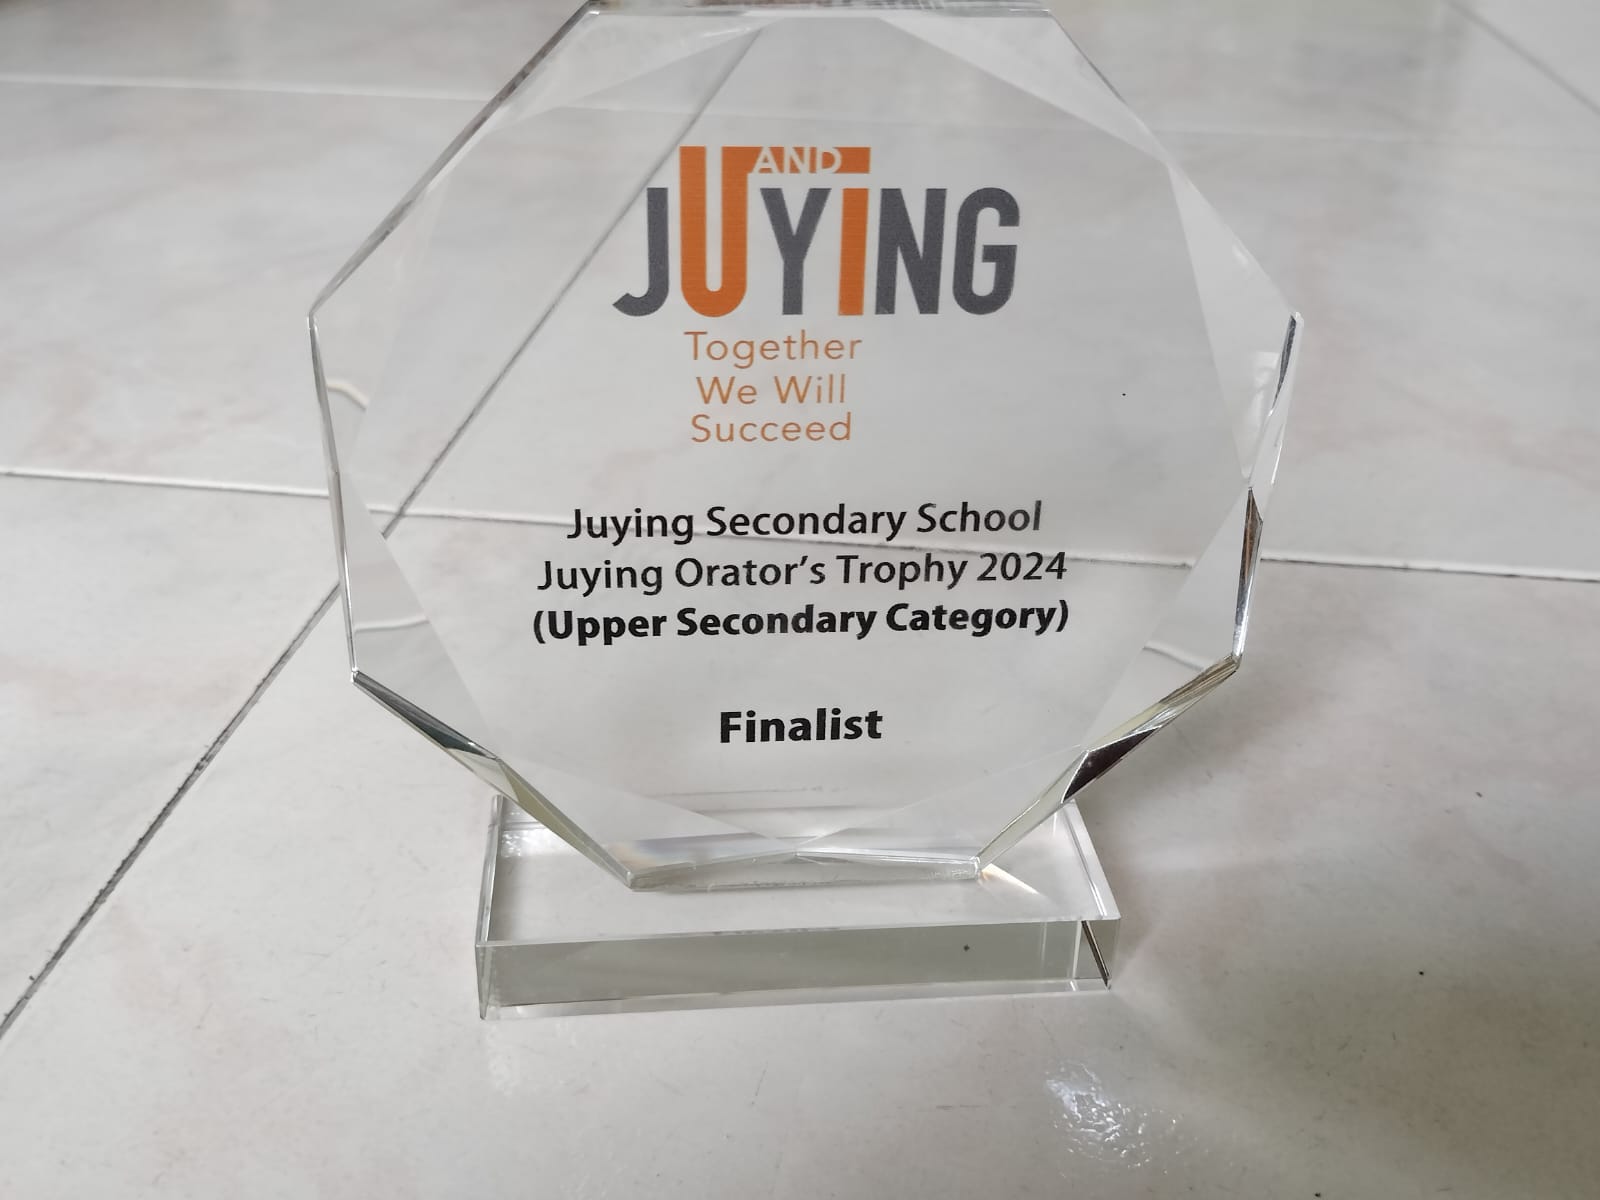 AND
JUYiNG
Together
We Will
Succeed
Juying Secondary School
Juying Orator’s Trophy 2024
(Upper Secondary Category)
Finalist